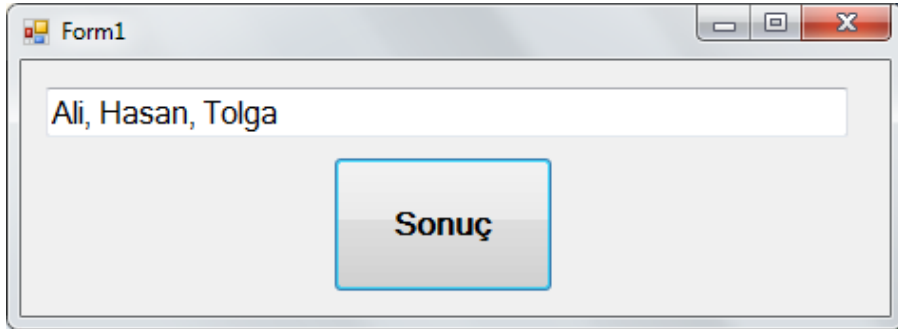 Form1
Ali, Hasan, Tolga
Sonuç